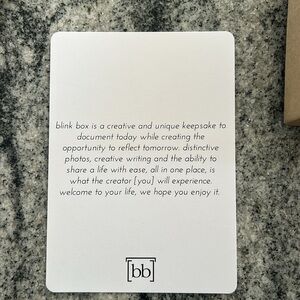 blink box is a creative and unique keepsake to
document today while creating the
opportunity to reflect tomorrow. distinctive
photos, creative writing and the ability to
share a life with ease, all in one place, is
what the creator [you] will experience.
welcome to your life, we hope you enjoy it.
[bb]